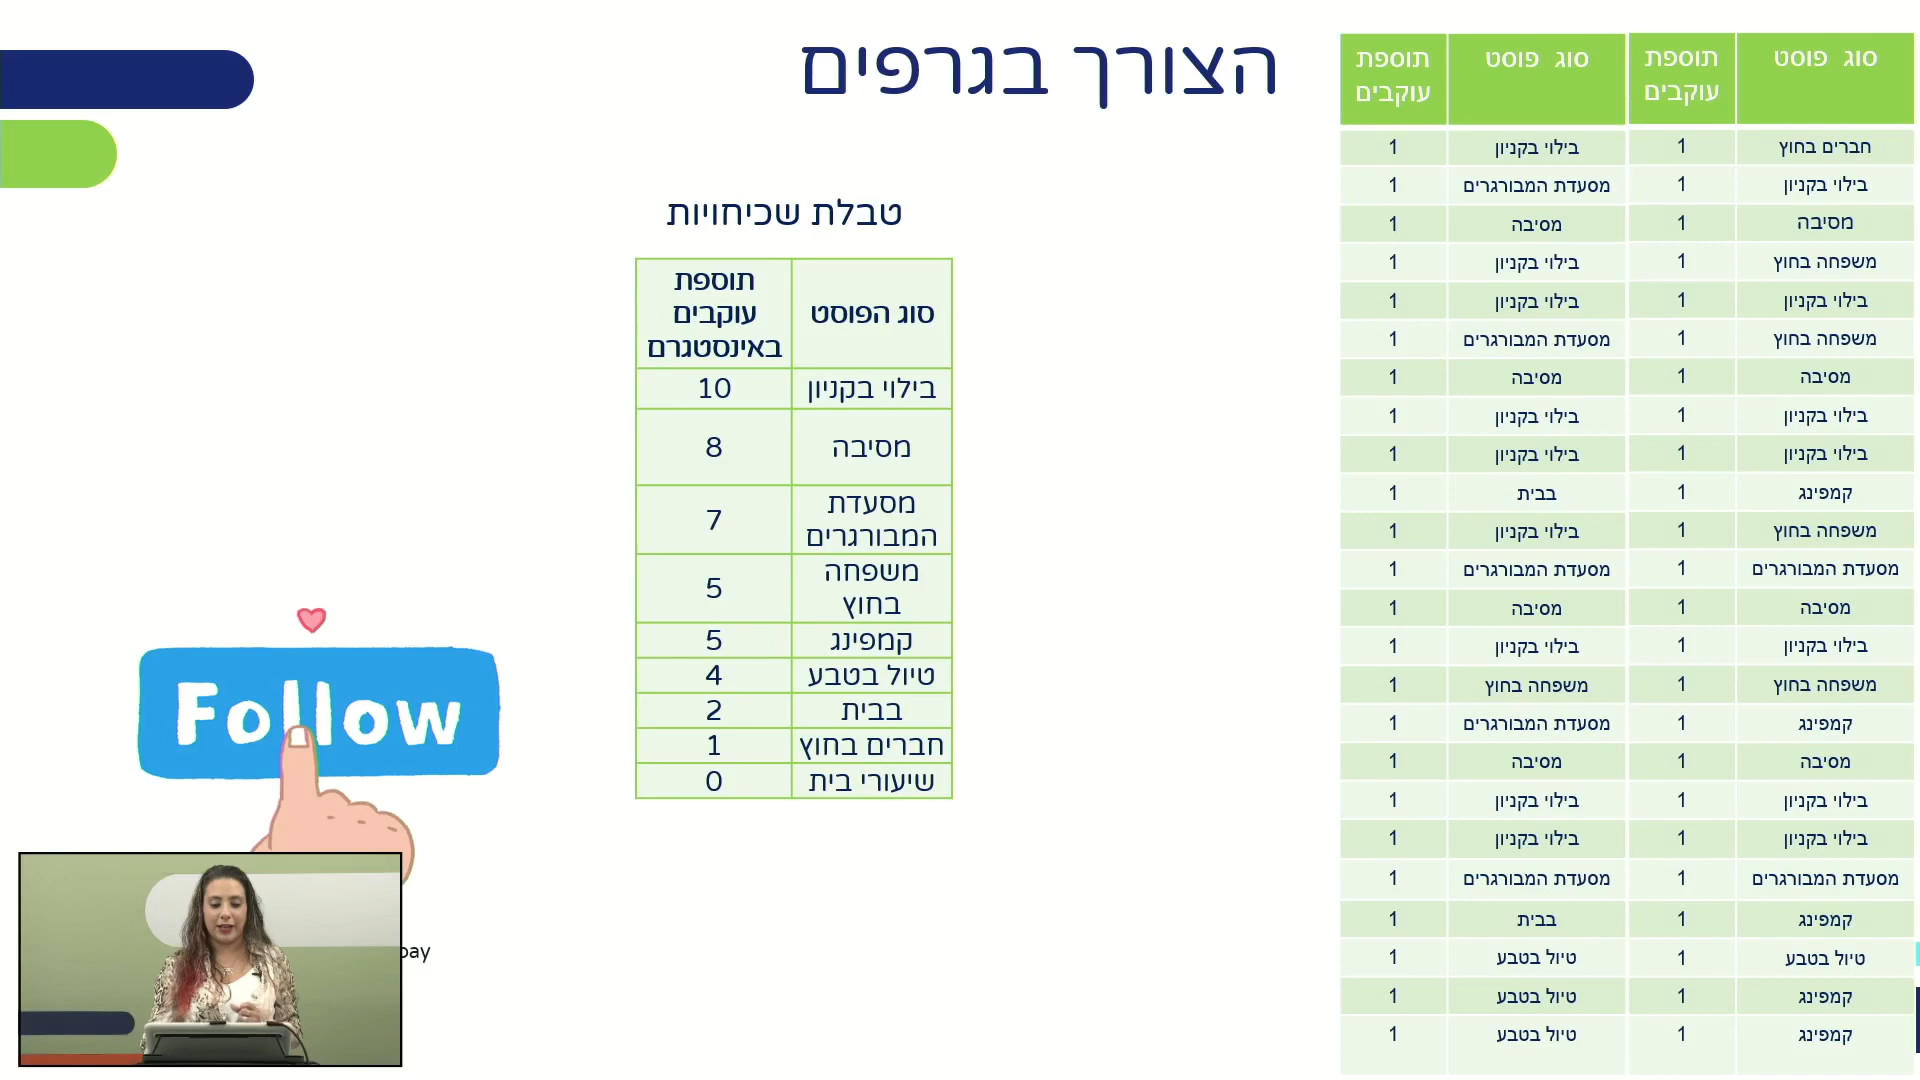 הצורך בגרפים
סוג פוסט תוספת עוקבים סוג פוסט תוספת עוקבים
חברים בחוץ 1 בילוי בקניון 1
בילוי בקניון 1 מסעדת המבורגרים 1
מסיבה 1 מסיבה 1
משפחה בחוץ 1 בילוי בקניון 1
בילוי בקניון 1 בילוי בקניון 1
משפחה בחוץ 1 מסעדת המבורגרים 1
מסיבה 1 מסיבה 1
בילוי בקניון 1 בילוי בקניון 1
בילוי בקניון 1 בילוי בקניון 1
קמפינג 1 בבית 1
משפחה בחוץ 1 בילוי בקניון 1
מסעדת המבורגרים 1 מסעדת המבורגרים 1
מסיבה 1 מסיבה 1
בילוי בקניון 1 בילוי בקניון 1
משפחה בחוץ 1 משפחה בחוץ 1
קמפינג 1 מסעדת המבורגרים 1
מסיבה 1 מסיבה 1
בילוי בקניון 1 בילוי בקניון 1
בילוי בקניון 1 בילוי בקניון 1
מסעדת המבורגרים 1 מסעדת המבורגרים 1
קמפינג 1 בבית 1
טיול בטבע 1 טיול בטבע 1
קמפינג 1 טיול בטבע 1
קמפינג 1 טיול בטבע 1
טבלת שכיחויות
סוג הפוסט תוספת עוקבים באינסטגרם
בילוי בקניון 10
מסיבה 8
מסעדת המבורגרים 7
משפחה בחוץ 5
קמפינג 5
טיול בטבע 4
בבית 2
חברים בחוץ 1
שיעורי בית 0
Follow